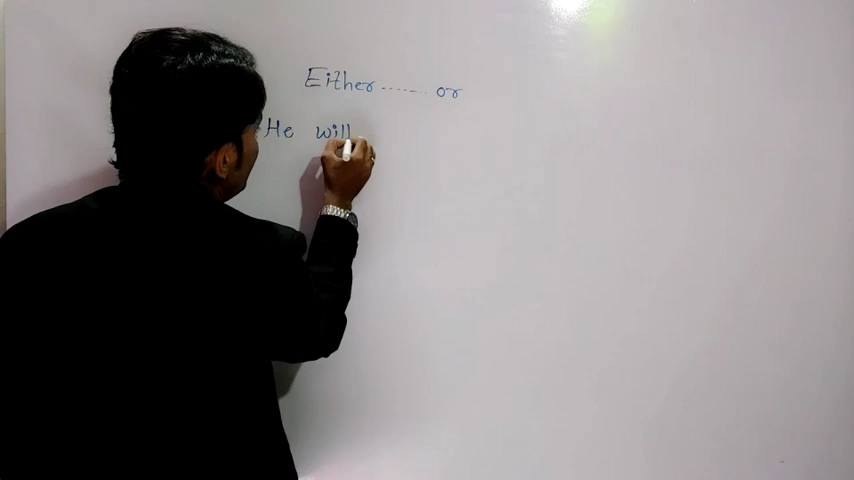 Either ....... or
He will